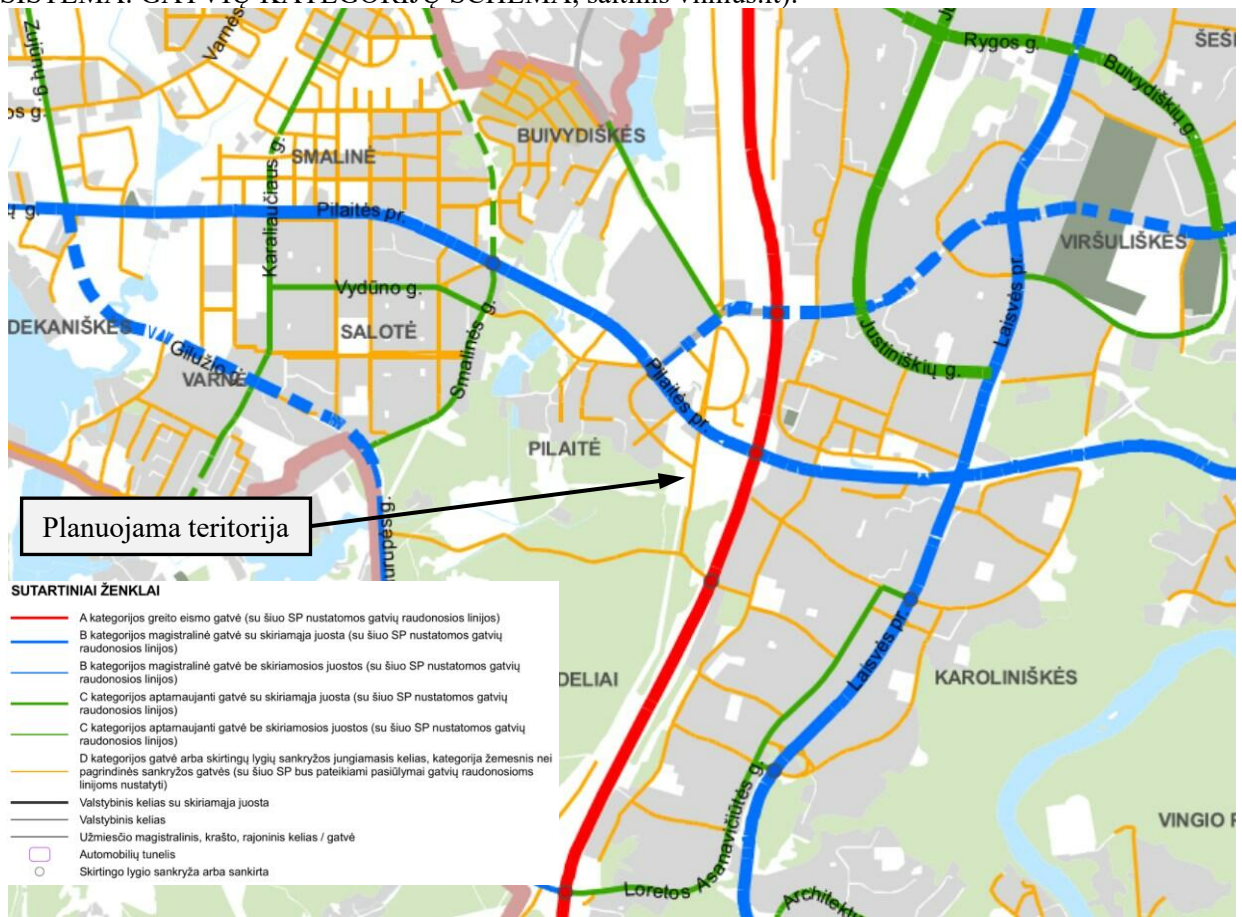 SISTEMA. GATVIŲ KATEGORIJŲ SCHEMA, šaltinis vilnius.lt).
Rygos g.
Buivydiškių g.
Varnės
Zujūnų g.
BUIVYDIŠKĖS
SMALINĖ
Karaliaučiaus g.
Pilaitės pr.
VIRŠULIŠKĖS
Vydūno g.
DEKANIŠKĖS
SALOTĖ
Smalinės g.
Gilužio g.
VARNĖ
Justiniškių g.
Laisvės pr.
Pilaitės pr.
PILAITĖ
Planuojama teritorija
SUTARTINIAI ŽENKLAI
A kategorijos greito eismo gatvė (su šiuo SP nustatomos gatvių raudonosios linijos)
B kategorijos magistralinė gatvė su skiriamąja juosta (su šiuo SP nustatomos gatvių
raudonosios linijos)
B kategorijos magistralinė gatvė be skiriamosios juostos (su šiuo SP nustatomos gatvių
raudonosios linijos)
C kategorijos aptarnaujanti gatvė su skiriamąja juosta (su šiuo SP nustatomos gatvių
raudonosios linijos)
C kategorijos aptarnaujanti gatvė be skiriamosios juostos (su šiuo SP nustatomos gatvių
raudonosios linijos)
D kategorijos gatvė arba skirtingų lygių sankryžos jungiamasis kelias, kategorija žemesnis nei
pagrindinės sankryžos gatvės (su šiuo SP bus pateikiami pasiūlymai gatvių raudonosioms
linijoms nustatyti)
Valstybinis kelias su skiriamąja juosta
Valstybinis kelias
Užmiesčio magistralinis, krašto, rajoninis kelias / gatvė
Automobilių tunelis
Skirtingo lygio sankryža arba sankirta
DELIAI
Laisvės pr.
KAROLINIŠKĖS
Loretos Asanavičiūtės g.
VINGIO